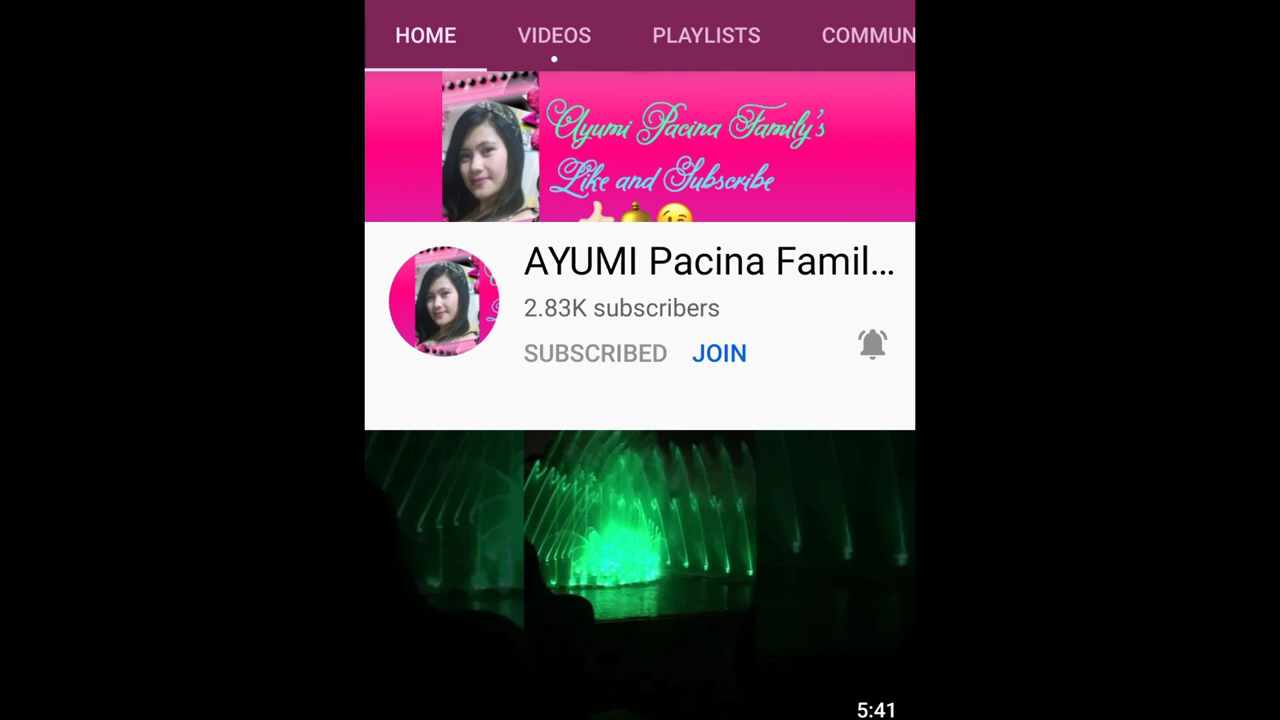 HOME VIDEOS PLAYLISTS COMMUN
Ayumi Pacina Family's
Like and Subscribe
AYUMI Pacina Famil...
2.83K subscribers
SUBSCRIBED JOIN
5:41